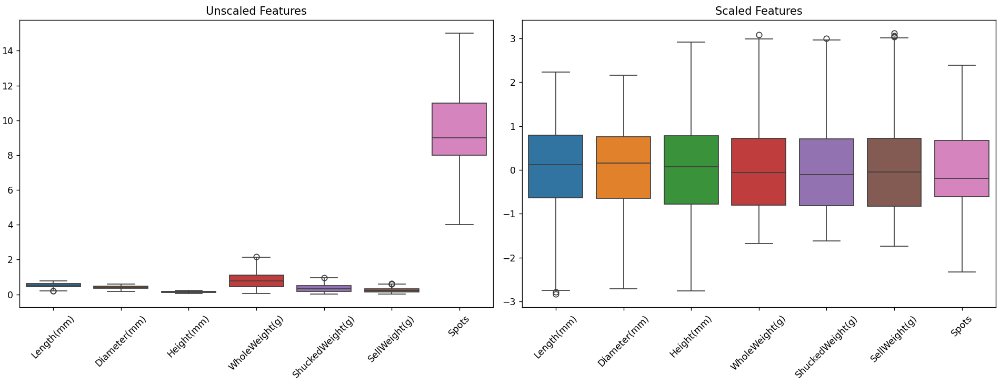 Unscaled Features
14
12
10
8
6
4
2
0
Length(mm)
Diameter(mm)
Height(mm)
WholeWeight(g)
ShuckedWeight(g)
SellWeight(g)
Spots
Scaled Features
3
2
1
0
−1
−2
−3
Length(mm)
Diameter(mm)
Height(mm)
WholeWeight(g)
ShuckedWeight(g)
SellWeight(g)
Spots